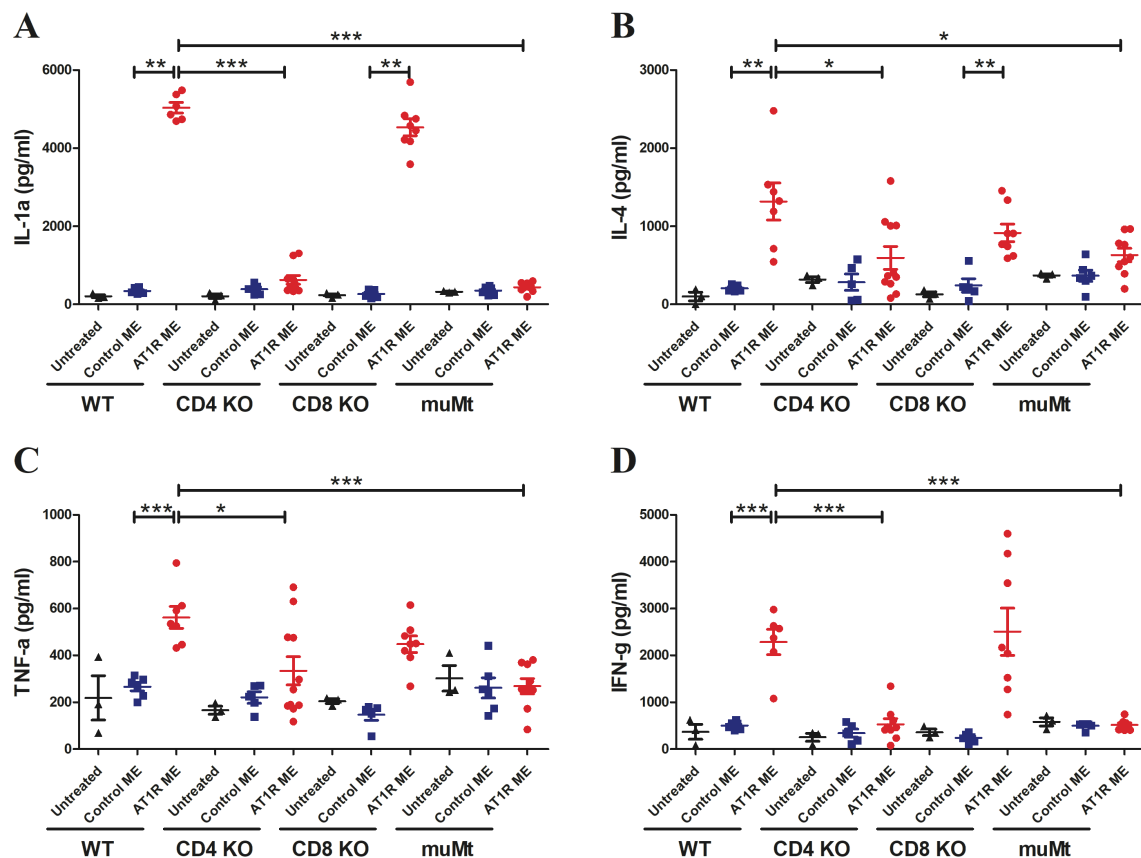 A
***
** *** **
6000
4000
2000
0
IL-1a (pg/ml)
Untreated Control ME AT1R ME Untreated Control ME AT1R ME Untreated Control ME AT1R ME Untreated Control ME AT1R ME
WT CD4 KO CD8 KO muMt
B
*
** * **
3000
2000
1000
0
IL-4 (pg/ml)
Untreated Control ME AT1R ME Untreated Control ME AT1R ME Untreated Control ME AT1R ME Untreated Control ME AT1R ME
WT CD4 KO CD8 KO muMt
C
***
*** *
1000
800
600
400
200
0
TNF-a (pg/ml)
Untreated Control ME AT1R ME Untreated Control ME AT1R ME Untreated Control ME AT1R ME Untreated Control ME AT1R ME
WT CD4 KO CD8 KO muMt
D
***
*** ***
5000
4000
3000
2000
1000
0
IFN-g (pg/ml)
Untreated Control ME AT1R ME Untreated Control ME AT1R ME Untreated Control ME AT1R ME Untreated Control ME AT1R ME
WT CD4 KO CD8 KO muMt